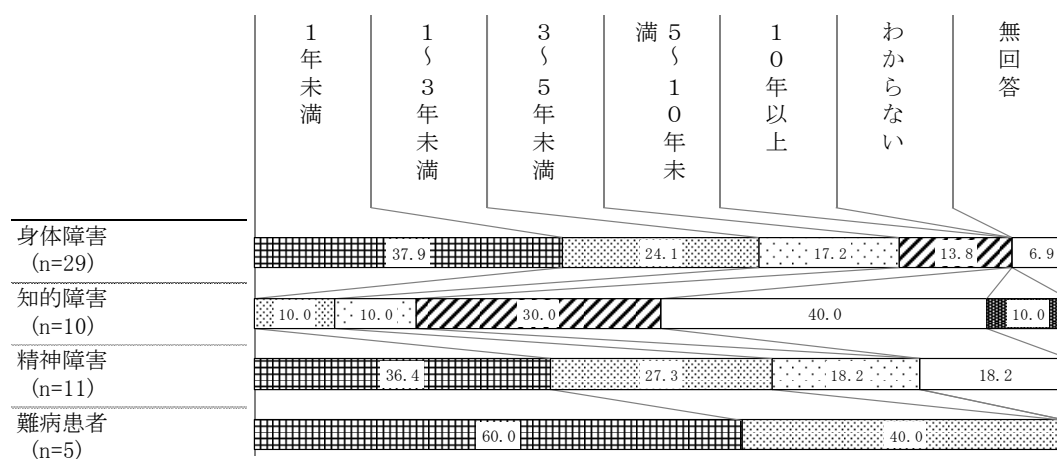 1年未満
1～3年未満
3～5年未満
5～10年未満
10年以上
わからない
無回答
身体障害
(n=29)
37.9 24.1 17.2 13.8 6.9
知的障害
(n=10)
10.0 10.0 30.0 40.0 10.0
精神障害
(n=11)
36.4 27.3 18.2 18.2
難病患者
(n=5)
60.0 40.0